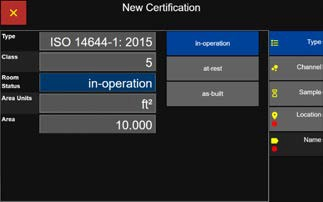 New Certification
Type
ISO 14644-1: 2015
Class
5
Room
Status
in-operation
Area Units
ft²
Area
10.000
in-operation
at-rest
as-built
Type
Channel
Sample
Location
Name